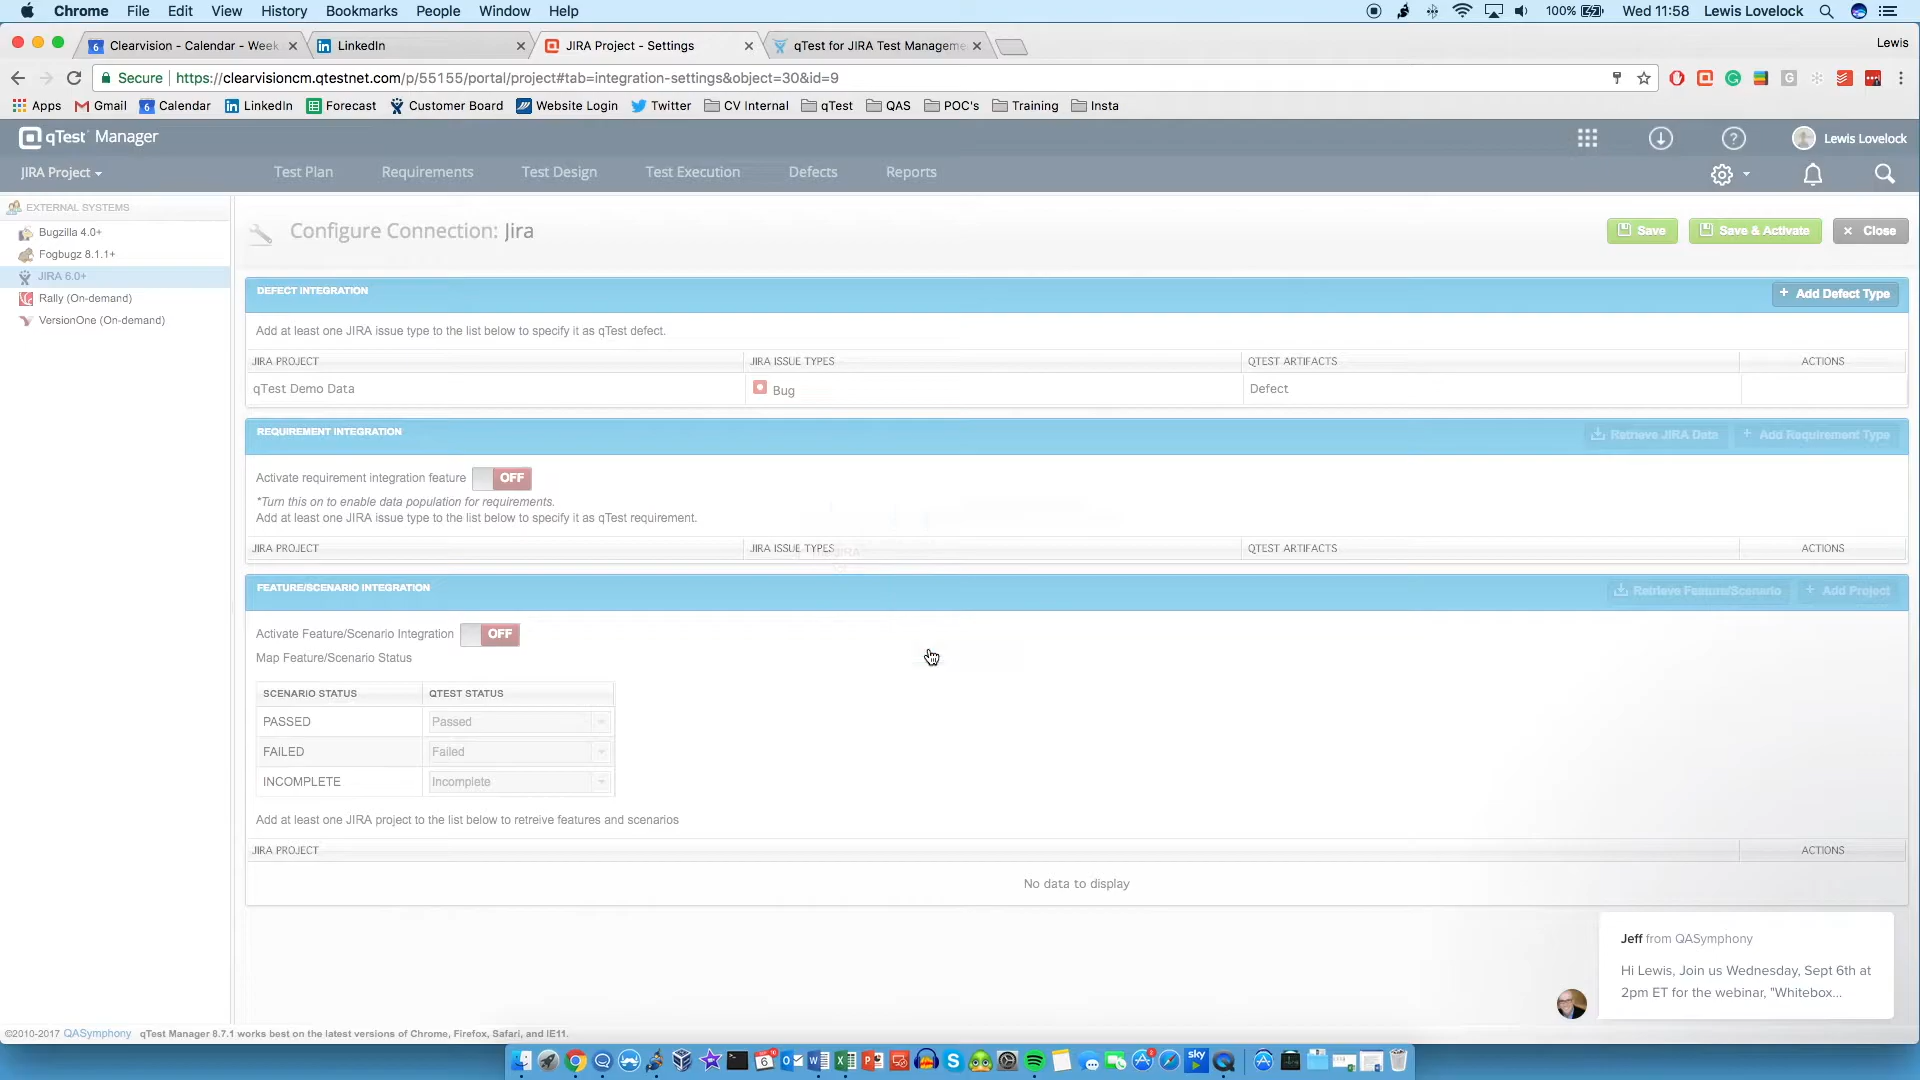 Chrome File Edit View History Bookmarks People Window Help 100% Wed 11:58 Lewis Lovelock
Clearvision - Calendar - Week LinkedIn JIRA Project - Settings qTest for JIRA Test Manageme Lewis
Secure https://clearvisioncm.qtestnet.com/p/55155/portal/project#tab=integration-settings&object=30&id=9
Apps Gmail Calendar LinkedIn Forecast Customer Board Website Login Twitter CV Internal qTest QAS POC's Training Insta
qTest Manager Lewis Lovelock
JIRA Project Test Plan Requirements Test Design Test Execution Defects Reports
EXTERNAL SYSTEMS
Bugzilla 4.0+
Fogbugz 8.1.1+
JIRA 6.0+
Rally (On-demand)
VersionOne (On-demand)
Configure Connection: Jira Save Save & Activate Close
DEFECT INTEGRATION + Add Defect Type
Add at least one JIRA issue type to the list below to specify it as qTest defect.
JIRA PROJECT JIRA ISSUE TYPES QTEST ARTIFACTS ACTIONS
qTest Demo Data Bug Defect
REQUIREMENT INTEGRATION Retrieve JIRA Data + Add Requirement Type
Activate requirement integration feature OFF
*Turn this on to enable data population for requirements.
Add at least one JIRA issue type to the list below to specify it as qTest requirement.
JIRA PROJECT JIRA ISSUE TYPES QTEST ARTIFACTS ACTIONS
FEATURE/SCENARIO INTEGRATION Retrieve Feature/Scenario + Add Project
Activate Feature/Scenario Integration OFF
Map Feature/Scenario Status
SCENARIO STATUS QTEST STATUS
PASSED Passed
FAILED Failed
INCOMPLETE Incomplete
Add at least one JIRA project to the list below to retreive features and scenarios
JIRA PROJECT ACTIONS
No data to display
Jeff from QASymphony
Hi Lewis, Join us Wednesday, Sept 6th at
2pm ET for the webinar, "Whitebox...
©2010-2017 QASymphony qTest Manager 8.7.1 works best on the latest versions of Chrome, Firefox, Safari, and IE11.